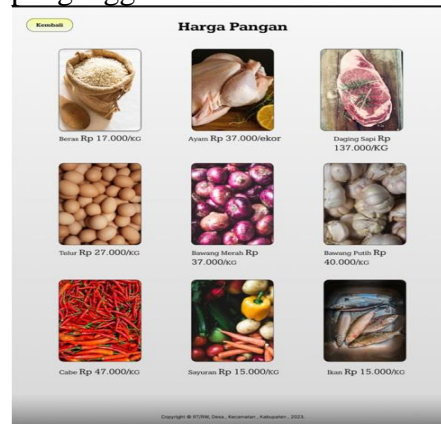 Kembali
Harga Pangan
Beras Rp 17.000/KG
Ayam Rp 37.000/ekor
Daging Sapi Rp
137.000/KG
Telur Rp 27.000/KG
Bawang Merah Rp
37.000/KG
Bawang Putih Rp
40.000/KG
Cabe Rp 47.000/KG
Sayuran Rp 15.000/KG
Ikan Rp 15.000/KG
Copyright @ RT/RW, Desa , Kecamatan , Kabupaten , 2023.